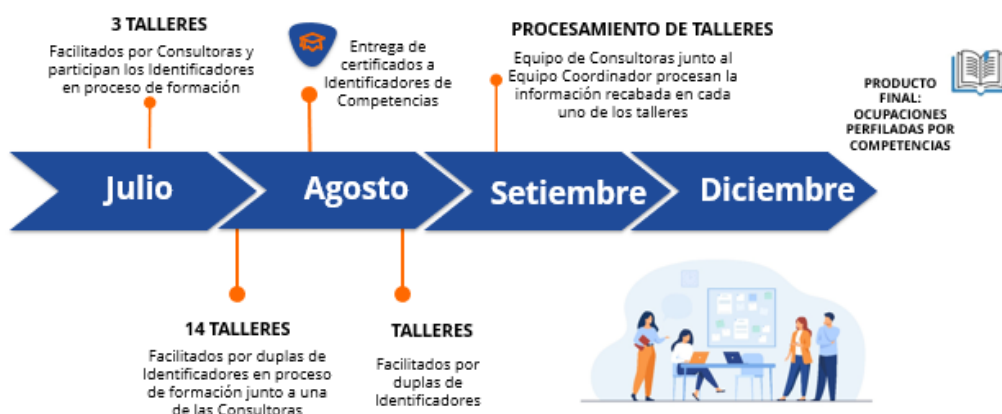 3 TALLERES
Facilitados por Consultoras y
participan los Identificadores
en proceso de formación
Entrega de
certificados a
Identificadores de
Competencias
PROCESAMIENTO DE TALLERES
Equipo de Consultoras junto al
Equipo Coordinador procesan la
información recabada en cada
uno de los talleres
PRODUCTO
FINAL:
OCUPACIONES
PERFILADAS POR
COMPETENCIAS
Julio
Agosto
Setiembre
Diciembre
14 TALLERES
Facilitados por duplas de
Identificadores en proceso
de formación junto a una
de las Consultoras
TALLERES
Facilitados por
duplas de
Identificadores